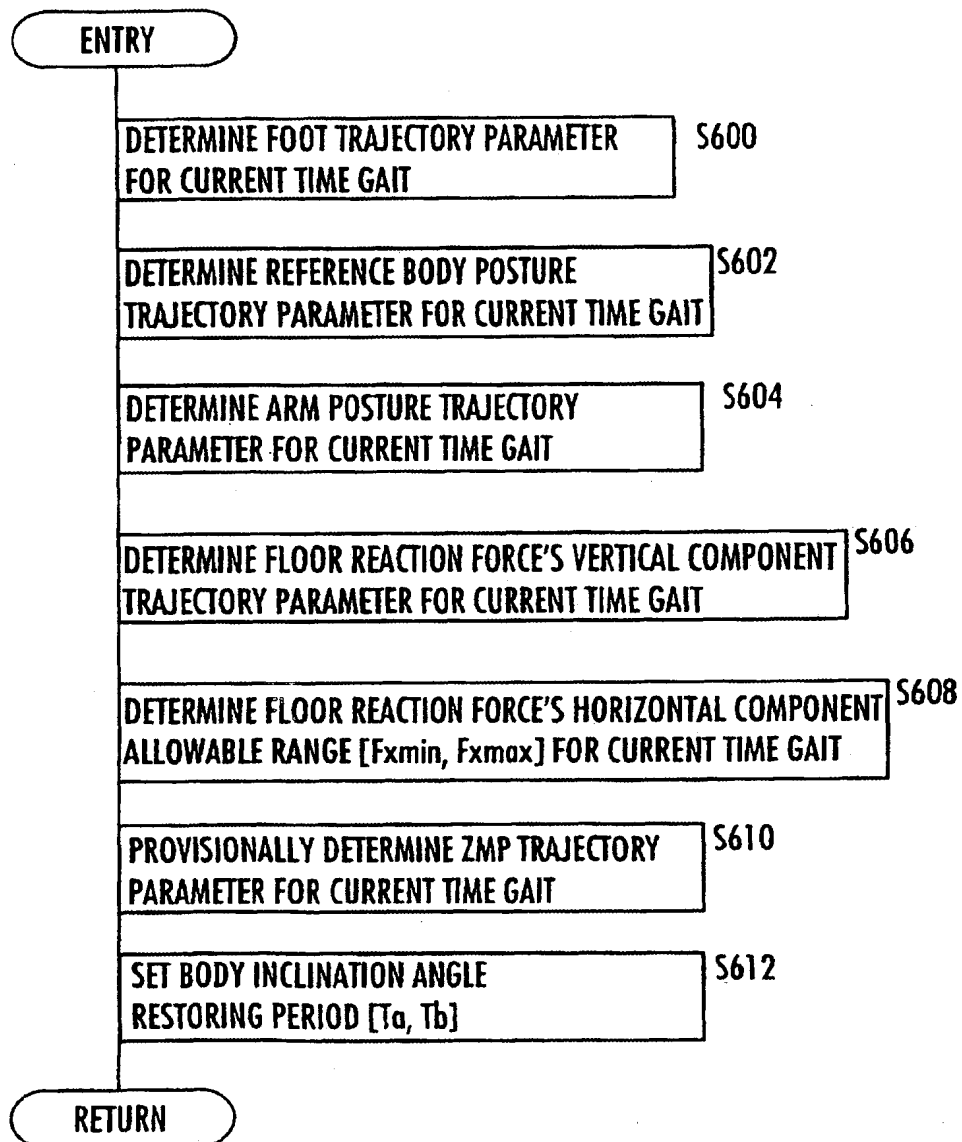 ENTRY
DETERMINE FOOT TRAJECTORY PARAMETER
FOR CURRENT TIME GAIT
S600
DETERMINE REFERENCE BODY POSTURE
TRAJECTORY PARAMETER FOR CURRENT TIME GAIT
S602
DETERMINE ARM POSTURE TRAJECTORY
PARAMETER FOR CURRENT TIME GAIT
S604
DETERMINE FLOOR REACTION FORCE'S VERTICAL COMPONENT
TRAJECTORY PARAMETER FOR CURRENT TIME GAIT
S606
DETERMINE FLOOR REACTION FORCE'S HORIZONTAL COMPONENT
ALLOWABLE RANGE [Fxmin, Fxmax] FOR CURRENT TIME GAIT
S608
PROVISIONALLY DETERMINE ZMP TRAJECTORY
PARAMETER FOR CURRENT TIME GAIT
S610
SET BODY INCLINATION ANGLE
RESTORING PERIOD [Ta, Tb]
S612
RETURN